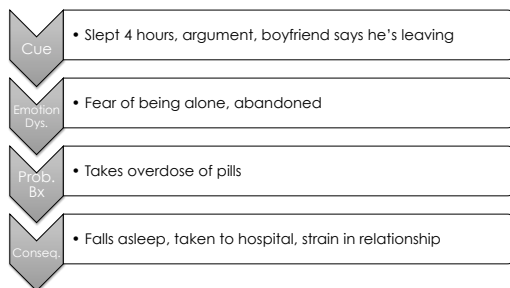 Cue
• Slept 4 hours, argument, boyfriend says he’s leaving
Emotion
Dys.
• Fear of being alone, abandoned
Prob.
Bx
• Takes overdose of pills
Conseq.
• Falls asleep, taken to hospital, strain in relationship